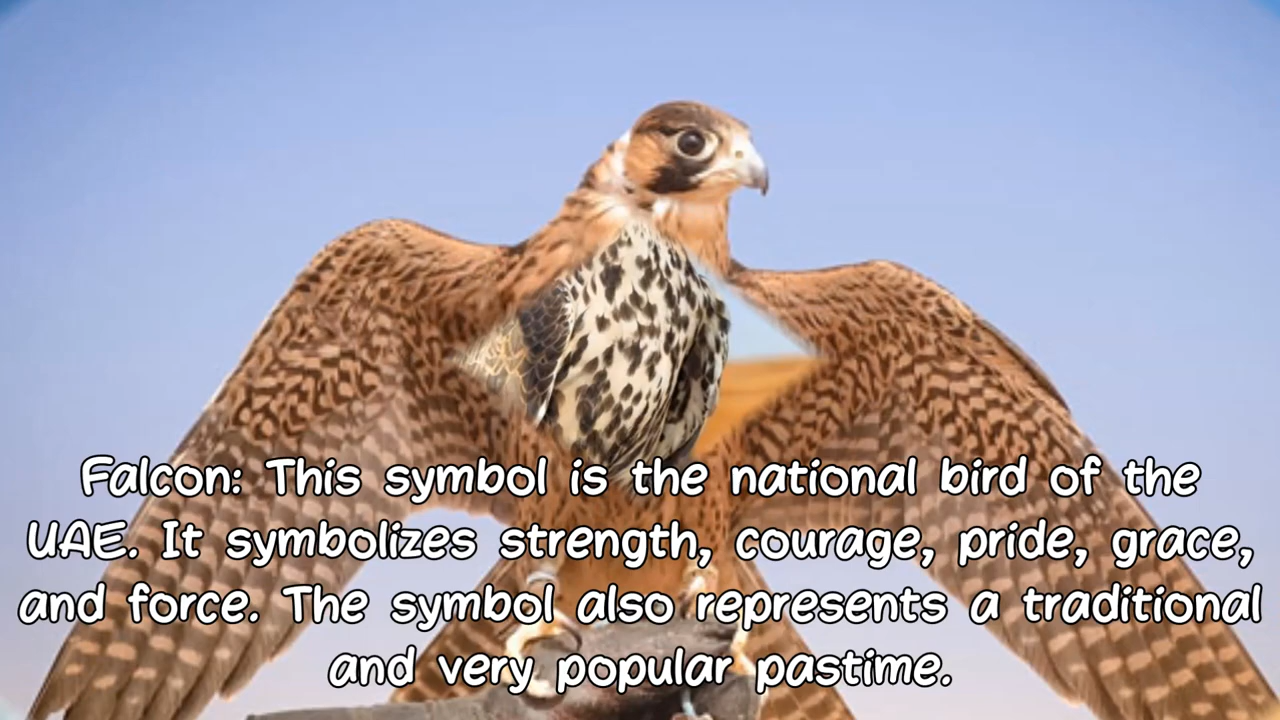 Falcon: This symbol is the national bird of the
UAE. It symbolizes strength, courage, pride, grace,
and force. The symbol also represents a traditional
and very popular pastime.